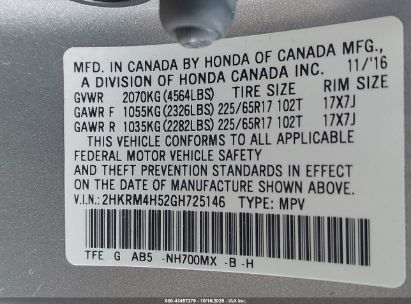 MFD. IN CANADA BY HONDA OF CANADA MFG.,
A DIVISION OF HONDA CANADA INC. 11/'16
GVWR 2070KG(4564LBS) TIRE SIZE RIM SIZE
GAWR F 1055KG(2326LBS) 225/65R17 102T 17X7J
GAWR R 1035KG(2282LBS) 225/65R17 102T 17X7J
THIS VEHICLE CONFORMS TO ALL APPLICABLE
FEDERAL MOTOR VEHICLE SAFETY
AND THEFT PREVENTION STANDARDS IN EFFECT
ON THE DATE OF MANUFACTURE SHOWN ABOVE.
V.I.N.: 2HKRM4H52GH725146 TYPE: MPV
TFE G AB5 -NH700MX -B -H